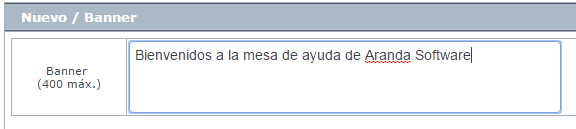 Nuevo / Banner
Banner
(400 máx.)
Bienvenidos a la mesa de ayuda de Aranda Software